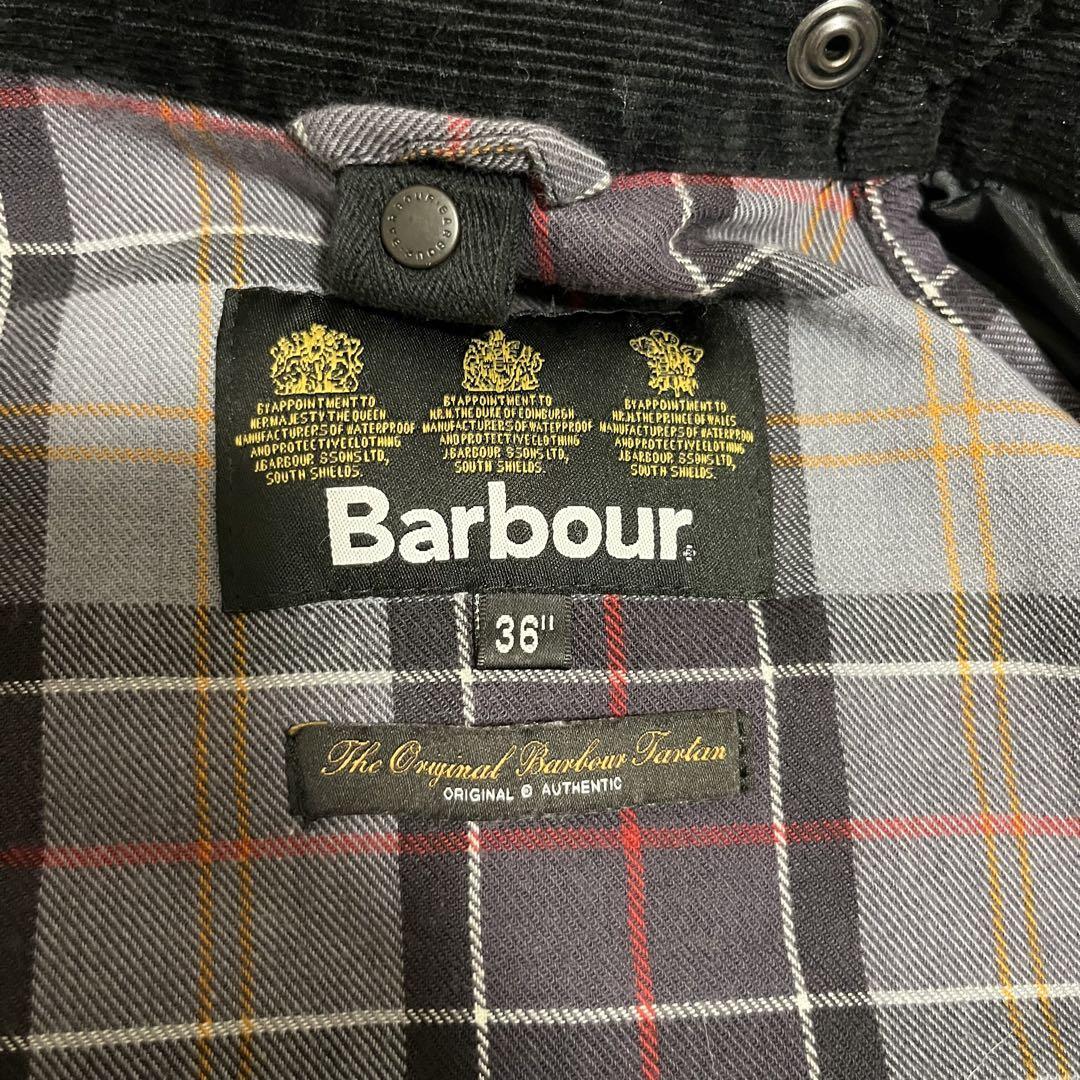 BARBOUR BARBOUR
BY APPOINTMENT TO
HER MAJESTY THE QUEEN
MANUFACTURERS OF WATERPROOF
AND PROTECTIVE CLOTHING
J.BARBOUR & SONS LTD,
SOUTH SHIELDS.
BY APPOINTMENT TO
H.R.H. THE DUKE OF EDINBURGH
MANUFACTURERS OF WATERPROOF
AND PROTECTIVE CLOTHING
J.BARBOUR & SONS LTD,
SOUTH SHIELDS.
BY APPOINTMENT TO
H.R.H. THE PRINCE OF WALES
MANUFACTURERS OF WATERPROOF
AND PROTECTIVE CLOTHING
J.BARBOUR & SONS LTD,
SOUTH SHIELDS.
Barbour
36"
The Original Barbour Tartan
ORIGINAL & AUTHENTIC